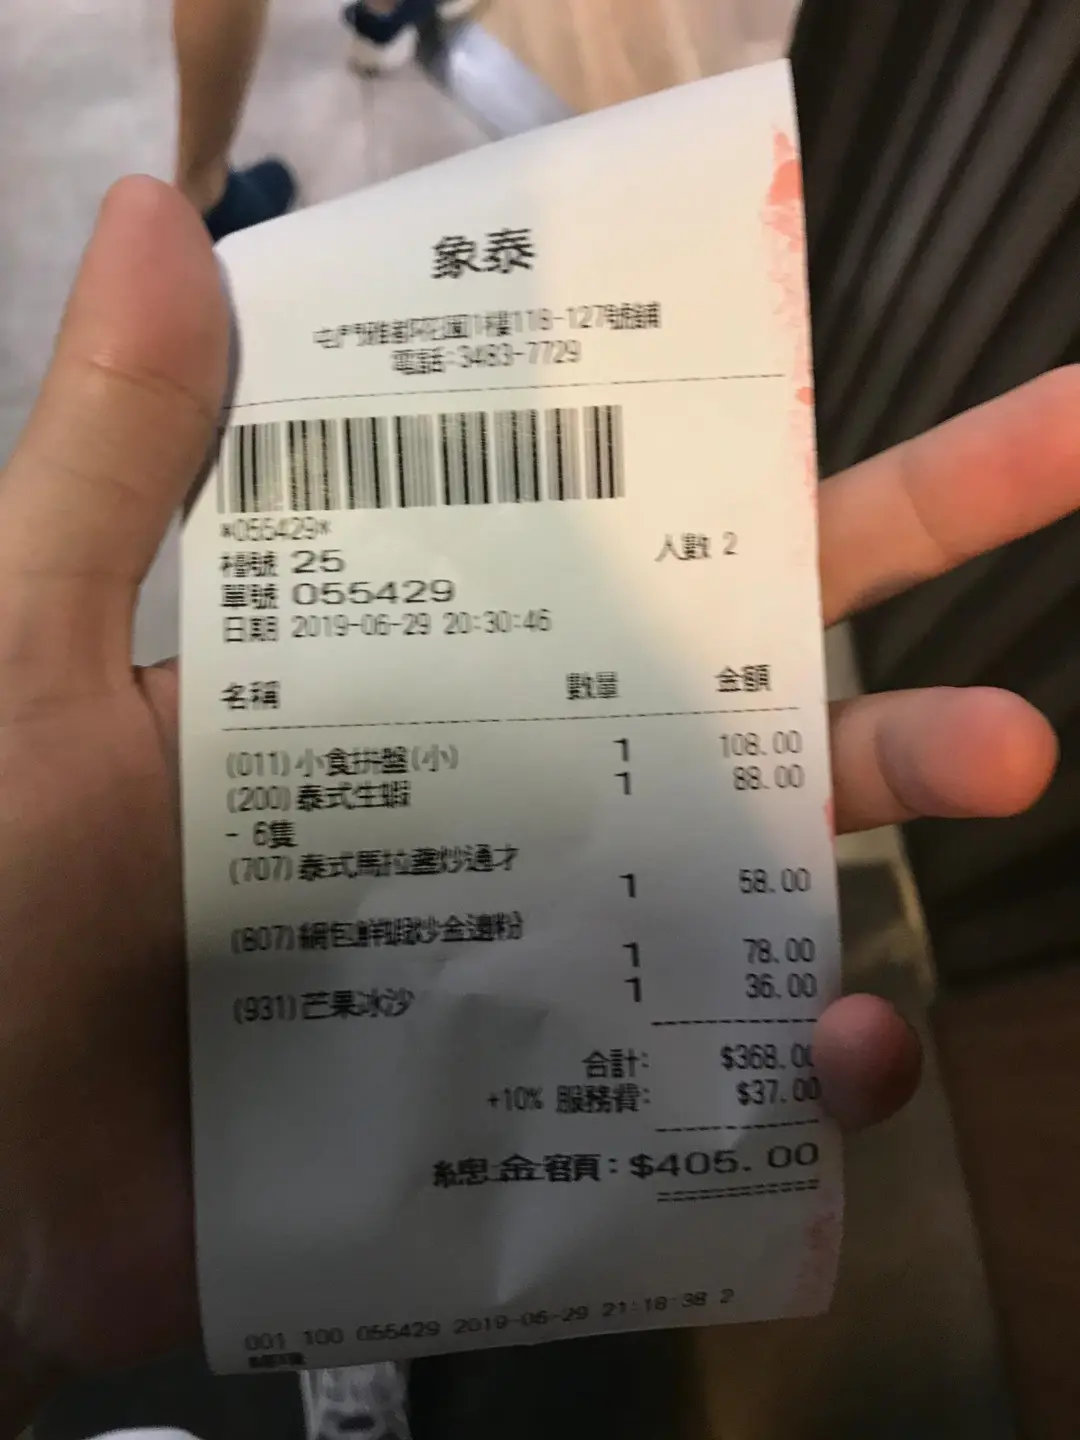 象泰
屯門雅都花園1樓118-127號舖
電話:3483-7729
*055429*
檯號 25 人數 2
單號 055429
日期 2019-06-29 20:30:46
名稱 數量 金額
(011) 小食拼盤(小) 1 108.00
(200) 泰式生蝦 1 88.00
- 6隻
(707) 泰式馬拉盞炒通才
1 58.00
(807) 網包鮮蝦炒金邊粉
1 78.00
(931) 芒果冰沙 1 36.00
合計: $368.00
+10% 服務費: $37.00
總金額: $405.00
001 100 055429 2019-06-29 21:18:38 2